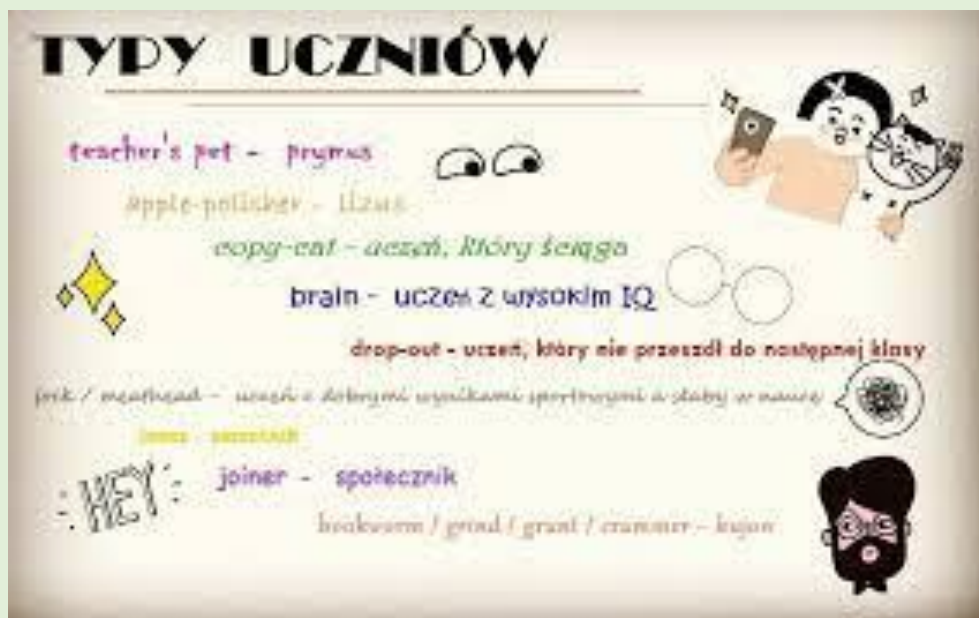 TYPY UCZNIÓW
teacher's pet - prymus
apple-polisher - lizus
copy-cat - uczeń, który ściąga
brain - uczeń z wysokim IQ
drop-out - uczeń, który nie przeszedł do następnej klasy
/ meathead - uczeń z dobrymi wynikami sportowymi a słaby w nauce
loner - samotnik
HEY
joiner - społecznik
bookworm / grind / grunt / crammer - kujon